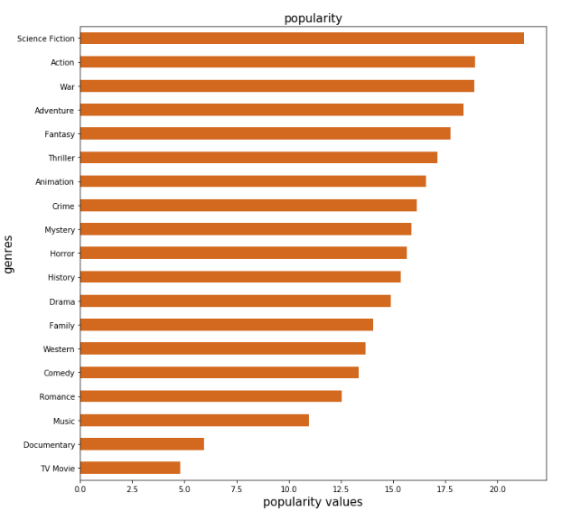 popularity
Science Fiction
Action
War
Adventure
Fantasy
Thriller
Animation
Crime
Mystery
Horror
History
Drama
Family
Western
Comedy
Romance
Music
Documentary
TV Movie
genres
0.0 2.5 5.0 7.5 10.0 12.5 15.0 17.5 20.0
popularity values